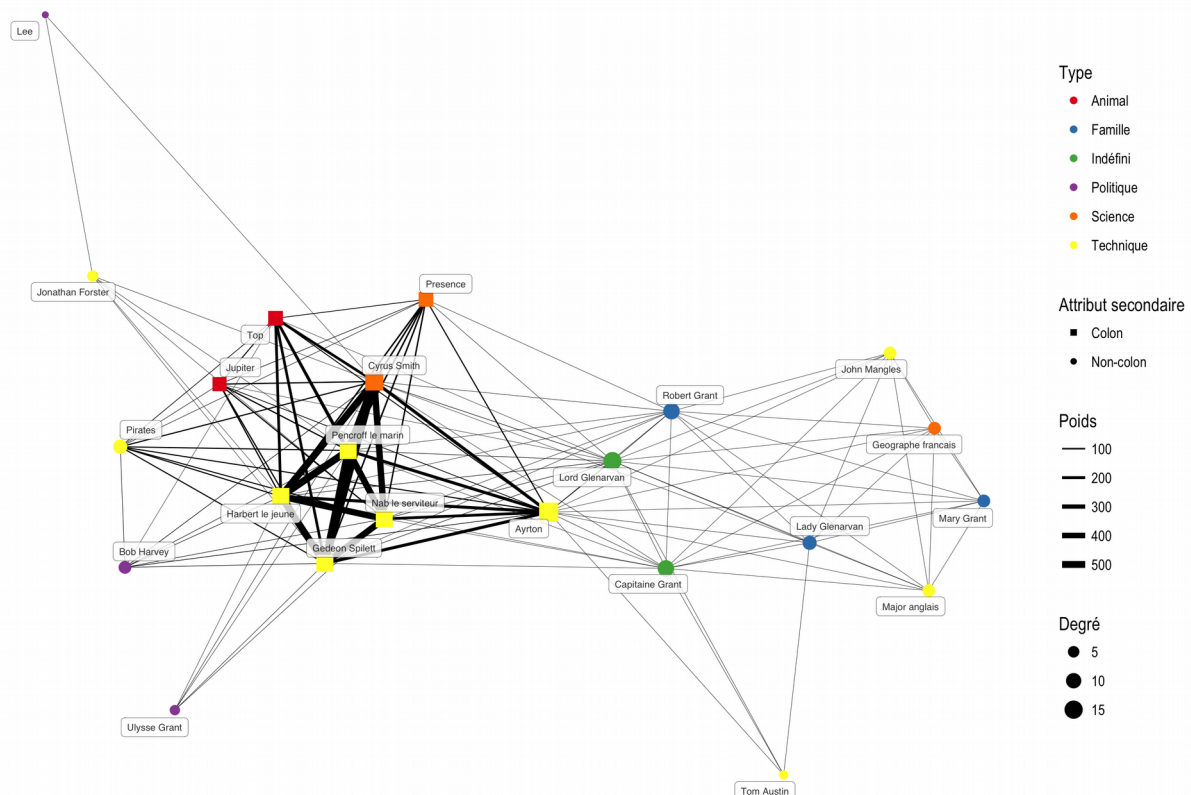 Lee
Jonathan Forster
Presence
Top
Cyrus Smith
Jupiter
Pirates
Pencroff le marin
Robert Grant
John Mangles
Geographe francais
Lord Glenarvan
Nab le serviteur
Harbert le jeune
Ayrton
Mary Grant
Lady Glenarvan
Gedeon Spilett
Bob Harvey
Capitaine Grant
Major anglais
Ulysse Grant
Tom Austin
Type
Animal
Famille
Indéfini
Politique
Science
Technique
Attribut secondaire
Colon
Non-colon
Poids
100
200
300
400
500
Degré
5
10
15